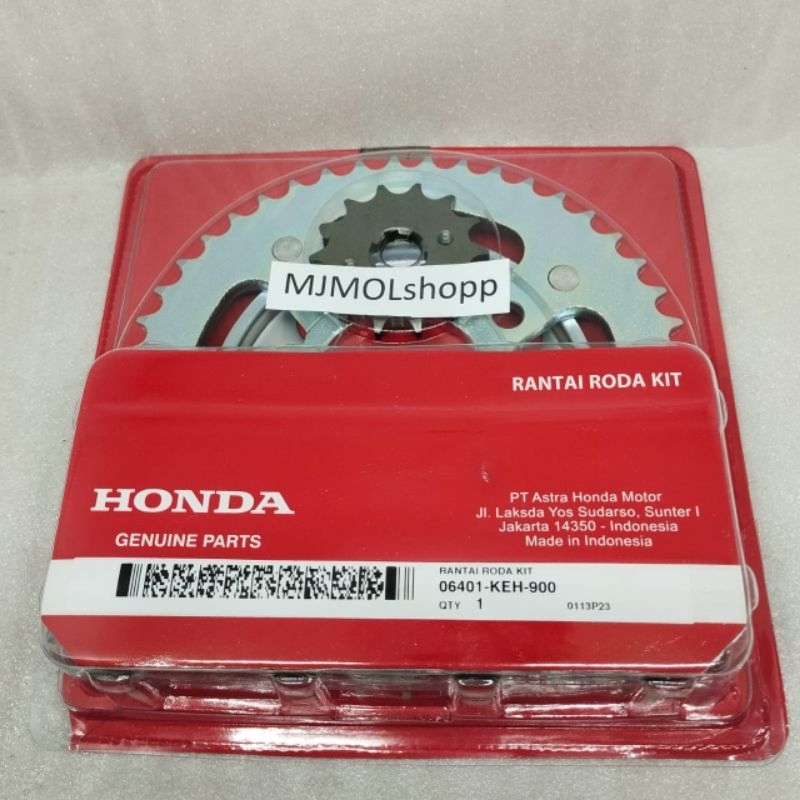 MJMOLshopp
RANTAI RODA KIT
HONDA
GENUINE PARTS
PT Astra Honda Motor
Jl. Laksda Yos Sudarso, Sunter I
Jakarta 14350 - Indonesia
Made in Indonesia
RANTAI RODA KIT
06401-KEH-900
QTY 1 0113P23